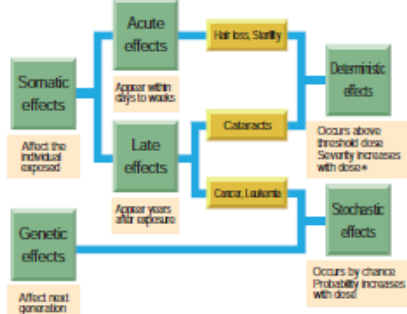 Acute
effects
Hair loss, Sterility
Deterministic
effects
Somatic
effects
Appear within
days to weeks
Affect the
individual
exposed
Late
effects
Cataracts
Occurs above
threshold dose
Severity increases
with dose*
Appear years
after exposure
Cancer, Leukemia
Stochastic
effects
Genetic
effects
Affect next
generation
Occurs by chance
Probability increases
with dose